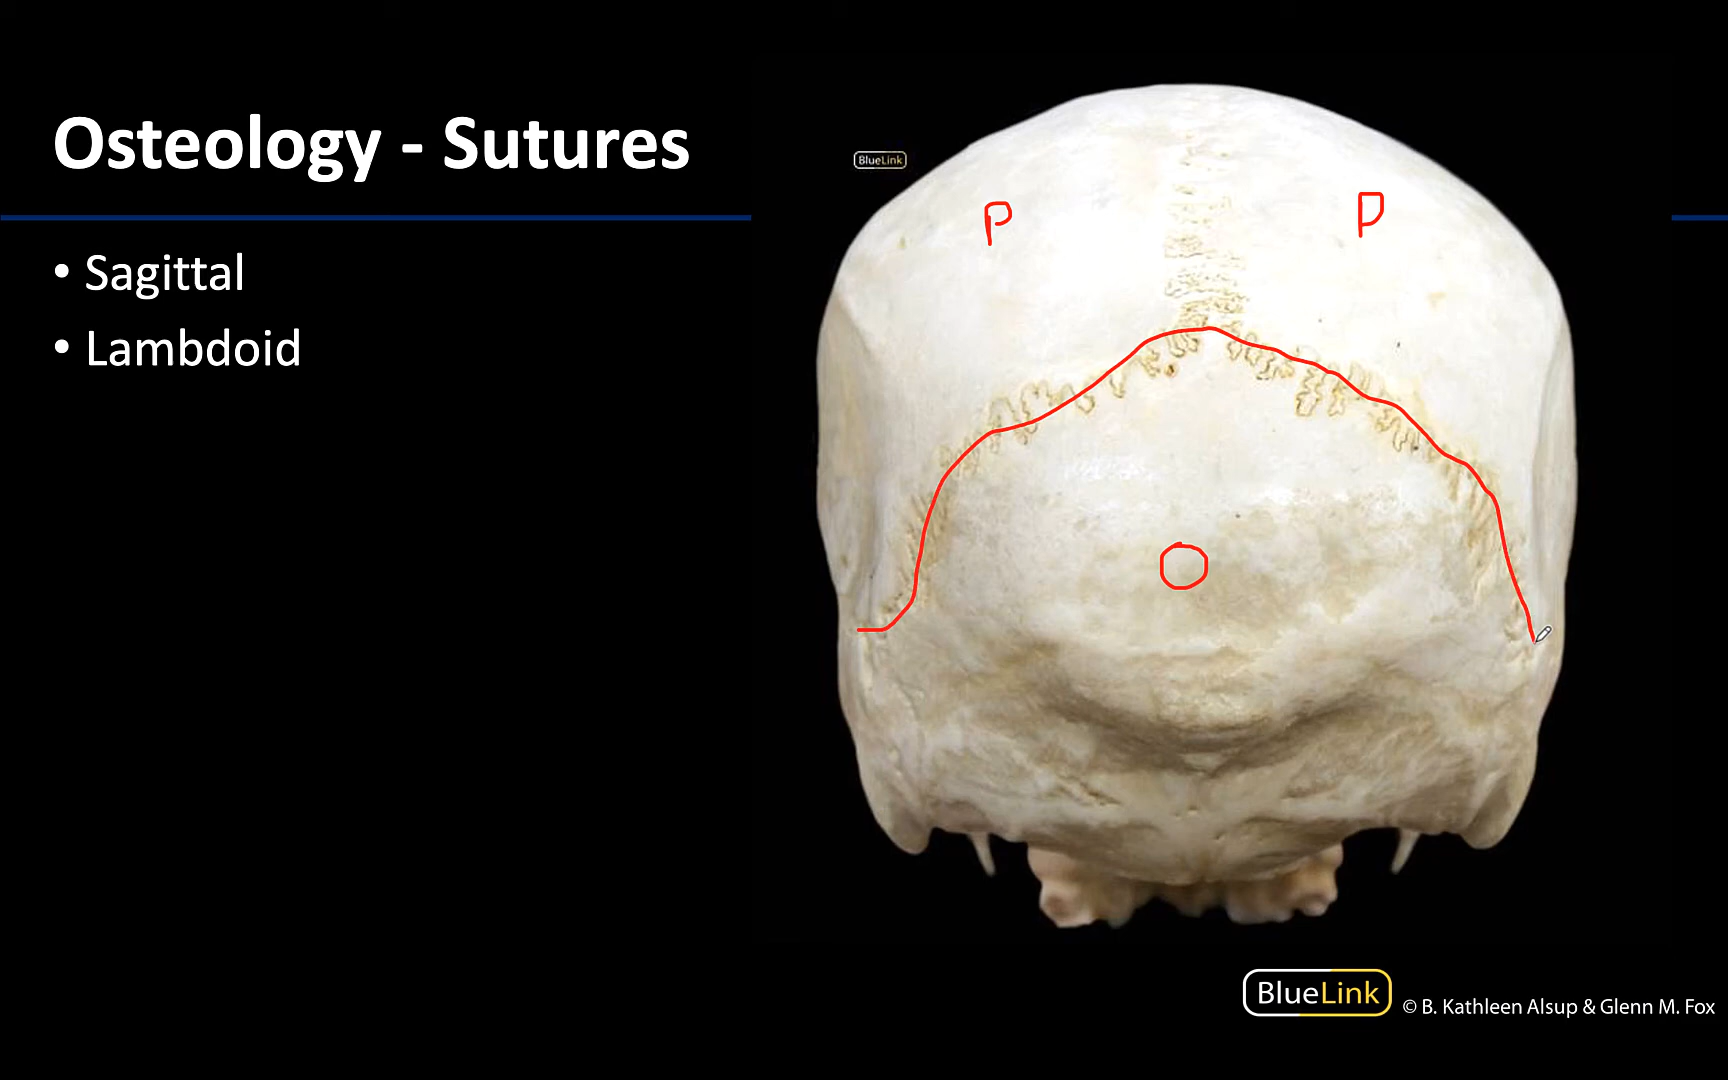 Osteology - Sutures
• Sagittal
• Lambdoid
BlueLink
P P
O
BlueLink
© B. Kathleen Alsup & Glenn M. Fox